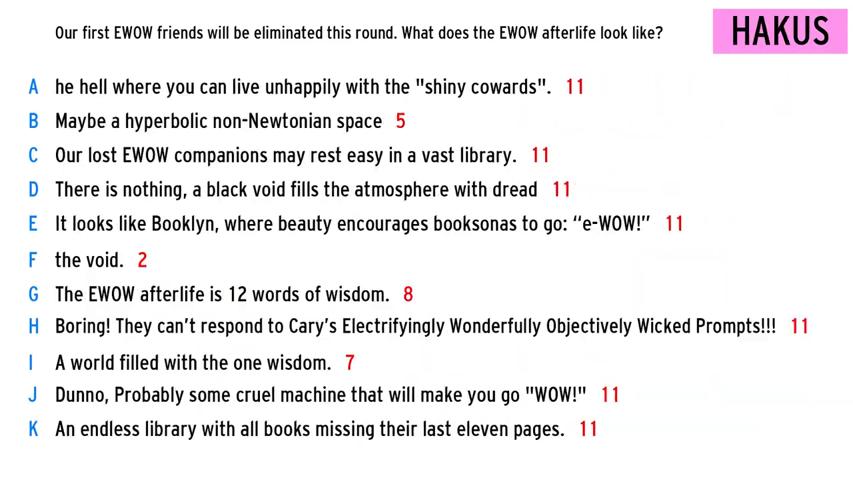 Our first EWOW friends will be eliminated this round. What does the EWOW afterlife look like?
HAKUS
A he hell where you can live unhappily with the "shiny cowards". 11
B Maybe a hyperbolic non-Newtonian space 5
C Our lost EWOW companions may rest easy in a vast library. 11
D There is nothing, a black void fills the atmosphere with dread 11
E It looks like Booklyn, where beauty encourages booksonas to go: “e-WOW!” 11
F the void. 2
G The EWOW afterlife is 12 words of wisdom. 8
H Boring! They can’t respond to Cary’s Electrifyingly Wonderfully Objectively Wicked Prompts!!! 11
I A world filled with the one wisdom. 7
J Dunno, Probably some cruel machine that will make you go "WOW!" 11
K An endless library with all books missing their last eleven pages. 11